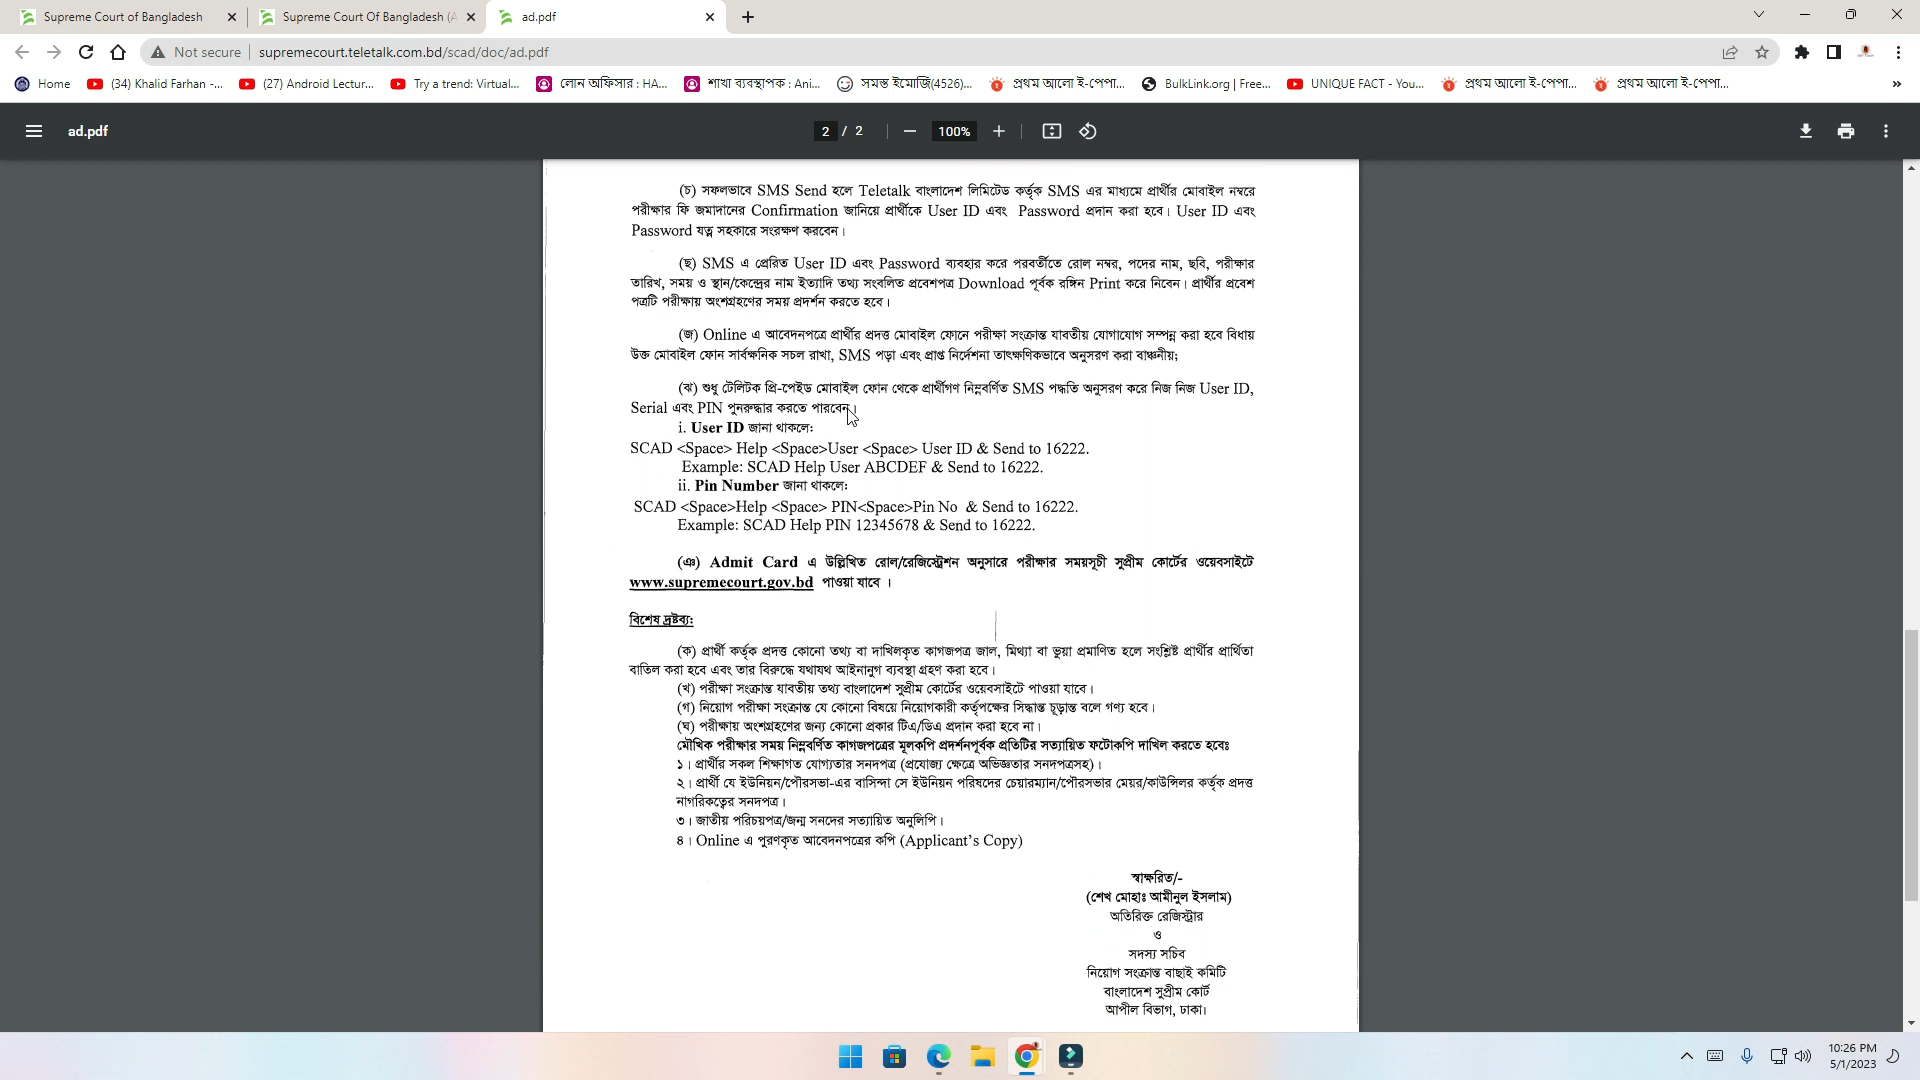 Supreme Court of Bangladesh
Supreme Court Of Bangladesh (A
ad.pdf
Not secure
supremecourt.teletalk.com.bd/scad/doc/ad.pdf
Home
(34) Khalid Farhan -...
(27) Android Lectur...
Try a trend: Virtual...
লোন অফিসার : HA...
শাখা ব্যবস্থাপক : Ani...
সমস্ত ইমোজি(4526)...
প্রথম আলো ই-পেপা...
BulkLink.org | Free...
UNIQUE FACT - You...
প্রথম আলো ই-পেপা...
প্রথম আলো ই-পেপা...
»
ad.pdf
2 / 2
100%
(চ) সফলভাবে SMS Send হলে Teletalk বাংলাদেশ লিমিটেড কর্তৃক SMS এর মাধ্যমে প্রার্থীর মোবাইল নম্বরে
পরীক্ষার ফি জমাদানের Confirmation জানিয়ে প্রার্থীকে User ID এবং Password প্রদান করা হবে। User ID এবং
Password যত্ন সহকারে সংরক্ষণ করবেন।
(ছ) SMS এ প্রেরিত User ID এবং Password ব্যবহার করে পরবর্তীতে রোল নম্বর, পদের নাম, ছবি, পরীক্ষার
তারিখ, সময় ও স্থান/কেন্দ্রের নাম ইত্যাদি তথ্য সংবলিত প্রবেশপত্র Download পূর্বক রঙ্গিন Print করে নিবেন। প্রার্থীর প্রবেশ
পত্রটি পরীক্ষায় অংশগ্রহণের সময় প্রদর্শন করতে হবে।
(জ) Online এ আবেদনপত্রে প্রার্থীর প্রদত্ত মোবাইল ফোনে পরীক্ষা সংক্রান্ত যাবতীয় যোগাযোগ সম্পন্ন করা হবে বিধায়
উক্ত মোবাইল ফোন সার্বক্ষনিক সচল রাখা, SMS পড়া এবং প্রাপ্ত নির্দেশনা তাৎক্ষণিকভাবে অনুসরণ করা বাঞ্চনীয়;
(ঝ) শুধু টেলিটক প্রি-পেইড মোবাইল ফোন থেকে প্রার্থীগণ নিম্নবর্ণিত SMS পদ্ধতি অনুসরণ করে নিজ নিজ User ID,
Serial এবং PIN পুনরুদ্ধার করতে পারবেন।
i. User ID জানা থাকলে:
SCAD <Space> Help <Space>User <Space> User ID & Send to 16222.
Example: SCAD Help User ABCDEF & Send to 16222.
ii. Pin Number জানা থাকলে:
SCAD <Space>Help <Space> PIN<Space>Pin No & Send to 16222.
Example: SCAD Help PIN 12345678 & Send to 16222.
(ঞ) Admit Card এ উল্লিখিত রোল/রেজিস্ট্রেশন অনুসারে পরীক্ষার সময়সূচী সুপ্রীম কোর্টের ওয়েবসাইটে
www.supremecourt.gov.bd পাওয়া যাবে ।
বিশেষ দ্রষ্টব্য:
(ক) প্রার্থী কর্তৃক প্রদত্ত কোনো তথ্য বা দাখিলকৃত কাগজপত্র জাল, মিথ্যা বা ভুয়া প্রমাণিত হলে সংশ্লিষ্ট প্রার্থীর প্রার্থিতা
বাতিল করা হবে এবং তার বিরুদ্ধে যথাযথ আইনানুগ ব্যবস্থা গ্রহণ করা হবে।
(খ) পরীক্ষা সংক্রান্ত যাবতীয় তথ্য বাংলাদেশ সুপ্রীম কোর্টের ওয়েবসাইটে পাওয়া যাবে।
(গ) নিয়োগ পরীক্ষা সংক্রান্ত যে কোনো বিষয়ে নিয়োগকারী কর্তৃপক্ষের সিদ্ধান্ত চূড়ান্ত বলে গণ্য হবে।
(ঘ) পরীক্ষায় অংশগ্রহণের জন্য কোনো প্রকার টিএ/ডিএ প্রদান করা হবে না।
মৌখিক পরীক্ষার সময় নিম্নবর্ণিত কাগজপত্রের মূলকপি প্রদর্শনপূর্বক প্রতিটির সত্যায়িত ফটোকপি দাখিল করতে হবেঃ
১। প্রার্থীর সকল শিক্ষাগত যোগ্যতার সনদপত্র (প্রযোজ্য ক্ষেত্রে অভিজ্ঞতার সনদপত্রসহ)।
২। প্রার্থী যে ইউনিয়ন/পৌরসভা-এর বাসিন্দা সে ইউনিয়ন পরিষদের চেয়ারম্যান/পৌরসভার মেয়র/কাউন্সিলর কর্তৃক প্রদত্ত
নাগরিকত্বের সনদপত্র।
৩। জাতীয় পরিচয়পত্র/জন্ম সনদের সত্যায়িত অনুলিপি।
৪। Online এ পুরণকৃত আবেদনপত্রের কপি (Applicant’s Copy)
স্বাক্ষরিত/-
(শেখ মোহাঃ আমীনুল ইসলাম)
অতিরিক্ত রেজিস্ট্রার
ও
সদস্য সচিব
নিয়োগ সংক্রান্ত বাছাই কমিটি
বাংলাদেশ সুপ্রীম কোর্ট
আপীল বিভাগ, ঢাকা।
10:26 PM
5/1/2023